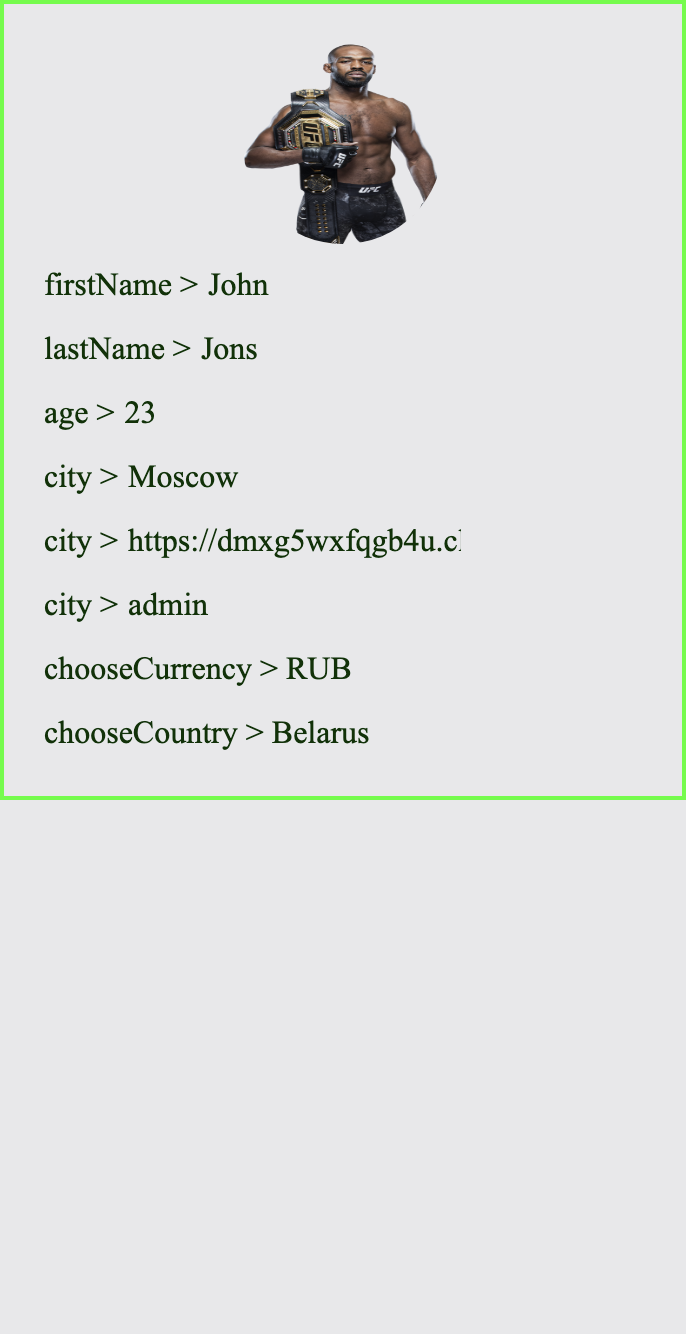 UFC
UFC
UFC
firstName > John
lastName > Jons
age > 23
city > Moscow
city > https://dmxg5wxfqgb4u.cl
city > admin
chooseCurrency > RUB
chooseCountry > Belarus